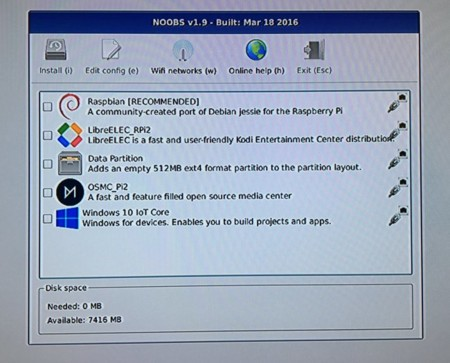 NOOBS v1.9 - Built: Mar 18 2016
Install (i) Edit config (e) Wifi networks (w) Online help (h) Exit (Esc)
Raspbian [RECOMMENDED]
A community-created port of Debian jessie for the Raspberry Pi
LibreELEC_RPi2
LibreELEC is a fast and user-friendly Kodi Entertainment Center distribution
Data Partition
Adds an empty 512MB ext4 format partition to the partition layout.
OSMC_Pi2
A fast and feature filled open source media center
Windows 10 IoT Core
Windows for devices. Enables you to build projects and apps.
Disk space
Needed: 0 MB
Available: 7416 MB